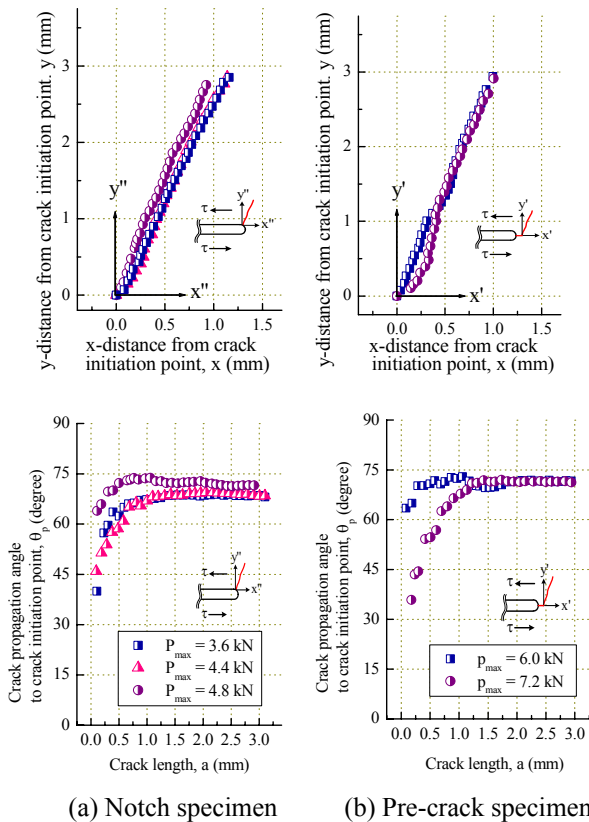 y-distance from crack initiation point. y (mm)
3
2
1
0
y"
x"
τ
y"
x"
τ
0.0 0.5 1.0 1.5
x-distance from crack
initiation point, x (mm)
y-distance from crack initiation point, y (mm)
3
2
1
0
y'
x'
τ
y'
x'
τ
0.0 0.5 1.0 1.5
x-distance from crack
initiation point, x (mm)
Crack propagation angle
to crack initiation point, θp (degree)
90
75
60
45
30
15
0
τ
y"
x"
τ
Pmax = 3.6 kN
Pmax = 4.4 kN
Pmax = 4.8 kN
0.0 0.5 1.0 1.5 2.0 2.5 3.0
Crack length, a (mm)
Crack propagation angle
to crack initiation point, θp (degree)
90
75
60
45
30
15
0
τ
y'
x'
τ
pmax = 6.0 kN
pmax = 7.2 kN
0.0 0.5 1.0 1.5 2.0 2.5 3.0
Crack length, a (mm)
(a) Notch specimen
(b) Pre-crack specimen